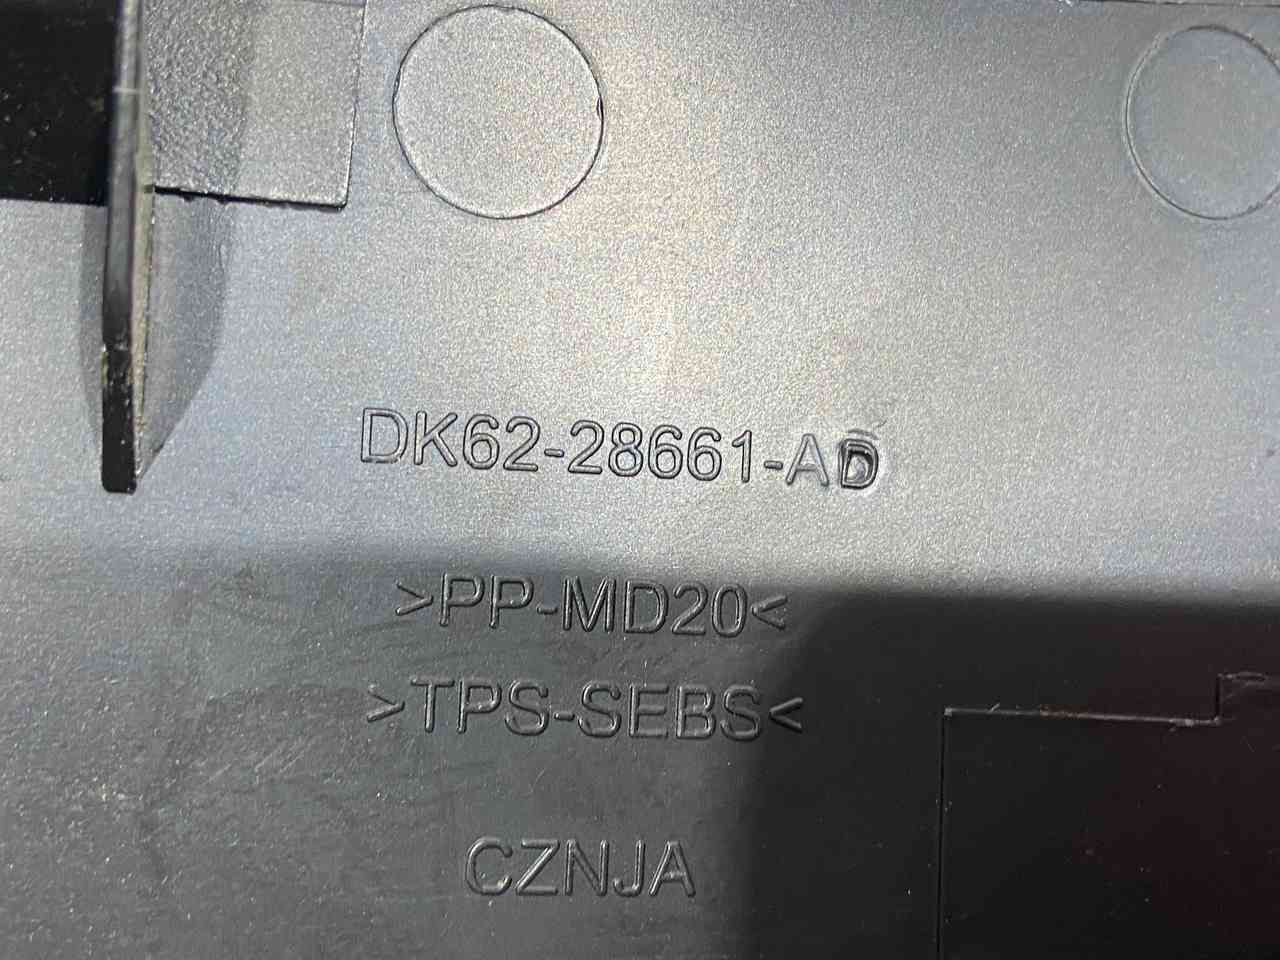 DK62-28661-AD
>PP-MD20<
>TPS-SEBS<
CZNJA